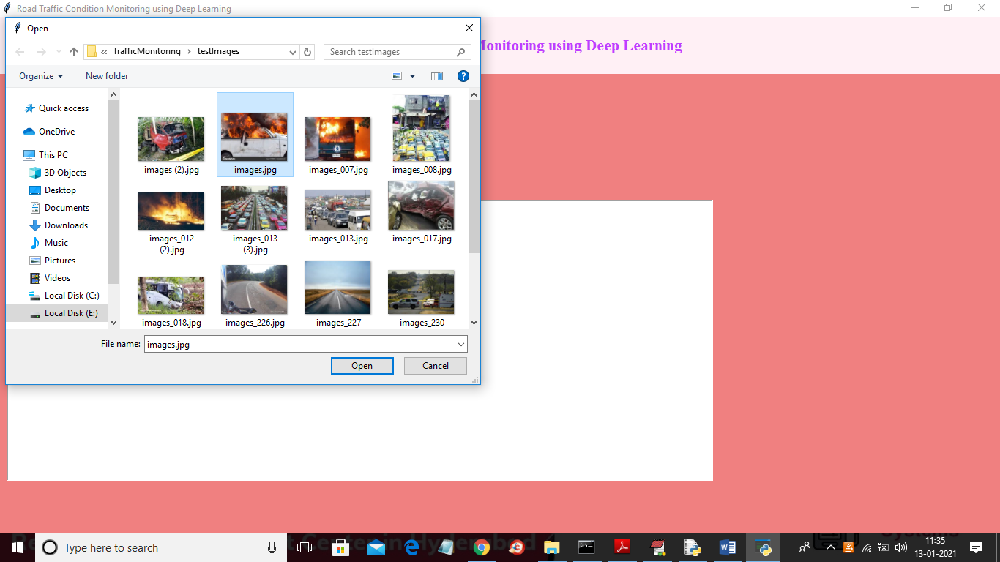 Road Traffic Condition Monitoring using Deep Learning
Open
Monitoring using Deep Learning
« TrafficMonitoring › testImages
Search testImages
Organize
New folder
Quick access
OneDrive
This PC
3D Objects
Desktop
Documents
Downloads
Music
Pictures
Videos
Local Disk (C:)
Local Disk (E:)
images (2).jpg
images.jpg
images_007.jpg
images_008.jpg
images_012 (2).jpg
images_013 (3).jpg
images_013.jpg
images_017.jpg
images_018.jpg
images_226.jpg
images_227
images_230
File name: images.jpg
Open
Cancel
Type here to search
11:35
13-01-2021